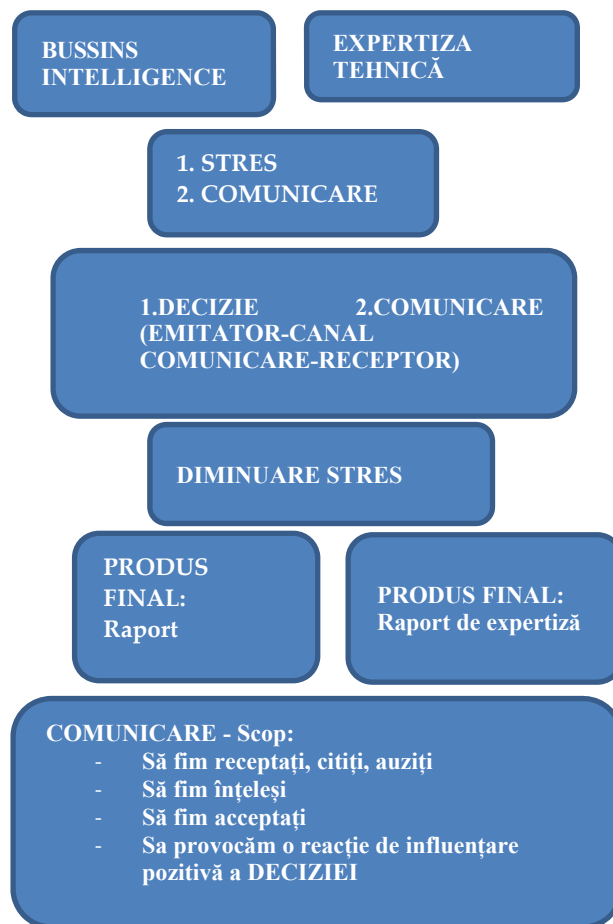 BUSSINS
INTELLIGENCE
EXPERTIZA
TEHNICĂ
1. STRES
2. COMUNICARE
1.DECIZIE 2.COMUNICARE
(EMITATOR-CANAL
COMUNICARE-RECEPTOR)
DIMINUARE STRES
PRODUS
FINAL:
Raport
PRODUS FINAL:
Raport de expertiză
COMUNICARE - Scop:
- Să fim receptați, citiți, auziți
- Să fim înțeleși
- Să fim acceptați
- Sa provocăm o reacție de influențare
pozitivă a DECIZIEI